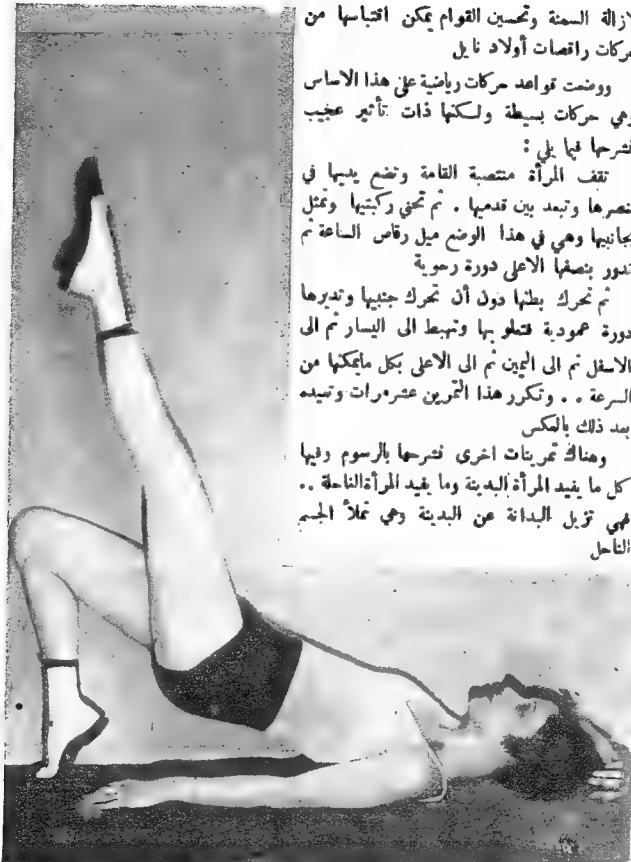 ازالة السمنة وتحسين القوام يمكن اقتباسها من
حركات راقصات أولاد نايل
ووضعت قواعد حركات رياضية على هذا الاساس
وهي حركات بسيطة ولكنها ذات تأثير عجيب
نشرحها فيما يلي :
تقف المرأة منتصبة القامة وتضع يديها في
خصرها وتبعد بين قدميها . ثم تحني ركبتيها وتمثل
بجانبيها وهي في هذا الوضع ميل رقاص الساعة ثم
تدور بنصفها الاعلى دورة رحوية
ثم تحرك بطنها دون أن تحرك جنبيها وتديرها
دورة عمودية فتعلو بها وتهبط الى اليسار ثم الى
الاسفل ثم الى اليمين ثم الى الاعلى بكل مايمكنها من
السرعة . . وتكرر هذا التمرين عشر مرات وتعيده
بعد ذلك بالعكس
وهناك تمرينات اخرى نشرحها بالرسوم وفيها
كل ما يفيد المرأة البدينة وما يفيد المرأة الناحلة ..
فهي تزيل البدانة عن البدينة وهي تملأ الجسم
الناحل